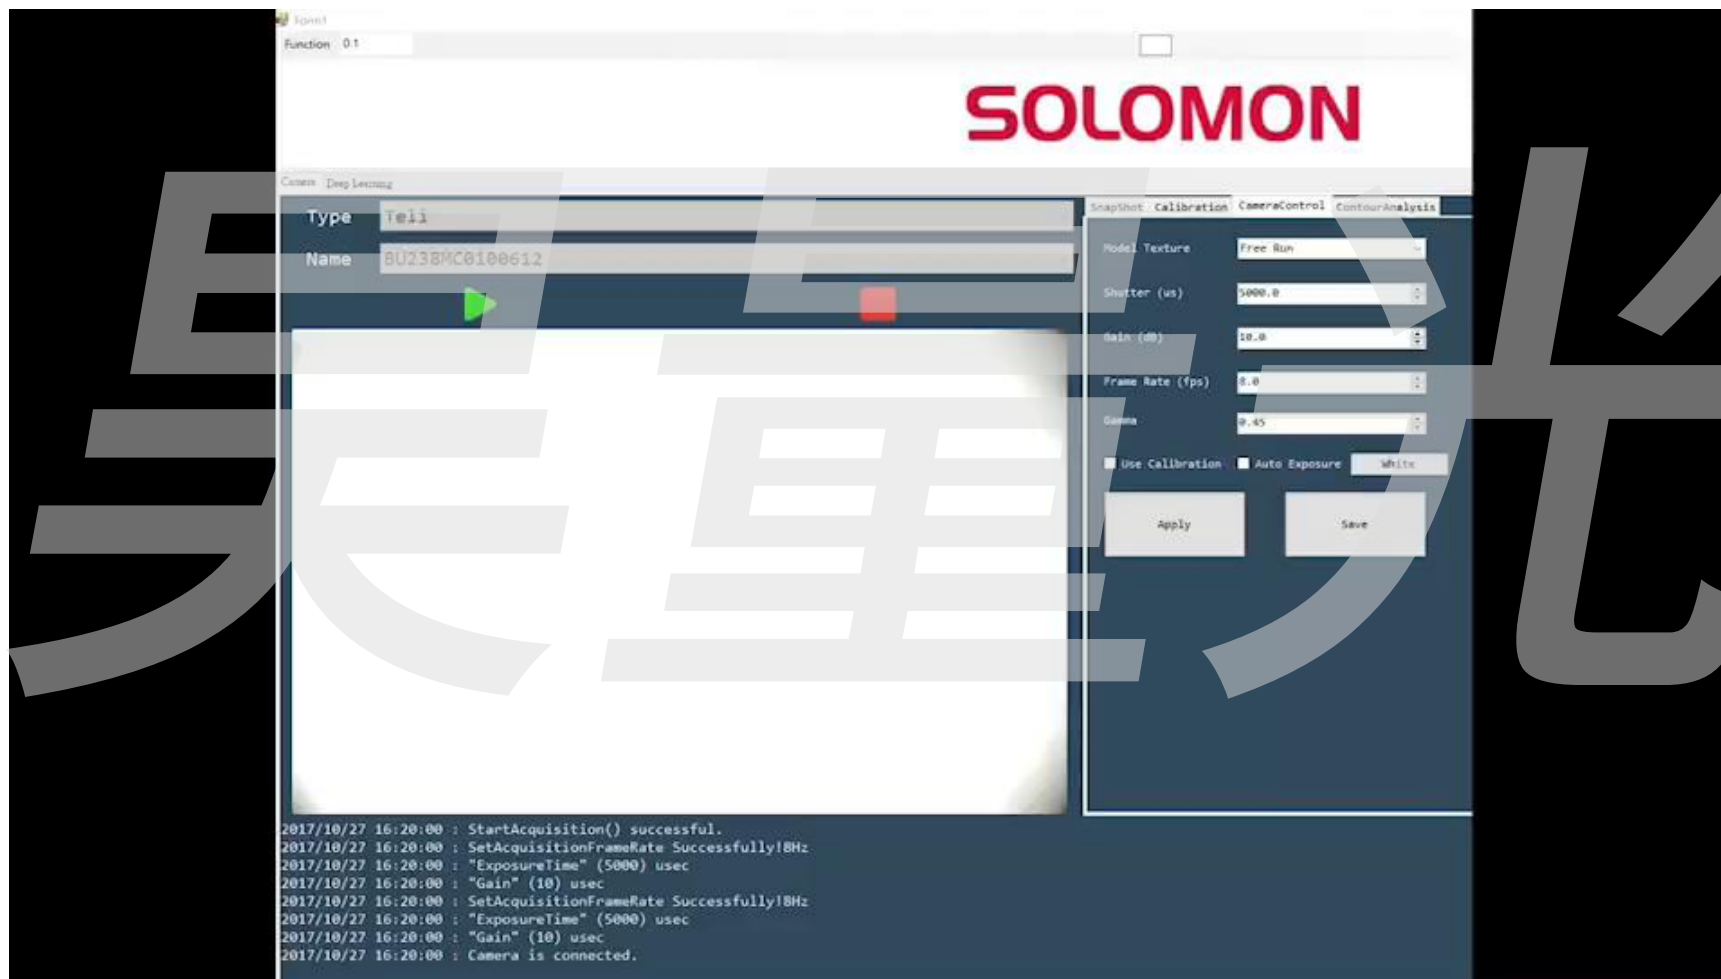 Form1
Function 0.1
SOLOMON
Camera Deep Learning
Type Teli
Name BU238MC0100612
SnapShot Calibration CameraControl ContourAnalysis
Model Texture Free Run
Shutter (us) 5000.0
Gain (dB) 10.0
Frame Rate (fps) 8.0
Gamma 0.45
Use Calibration Auto Exposure White
Apply Save
吴量光
2017/10/27 16:20:00 : StartAcquisition() successful.
2017/10/27 16:20:00 : SetAcquisitionFrameRate Successfully!8Hz
2017/10/27 16:20:00 : "ExposureTime" (5000) usec
2017/10/27 16:20:00 : "Gain" (10) usec
2017/10/27 16:20:00 : SetAcquisitionFrameRate Successfully!8Hz
2017/10/27 16:20:00 : "ExposureTime" (5000) usec
2017/10/27 16:20:00 : "Gain" (10) usec
2017/10/27 16:20:00 : Camera is connected.